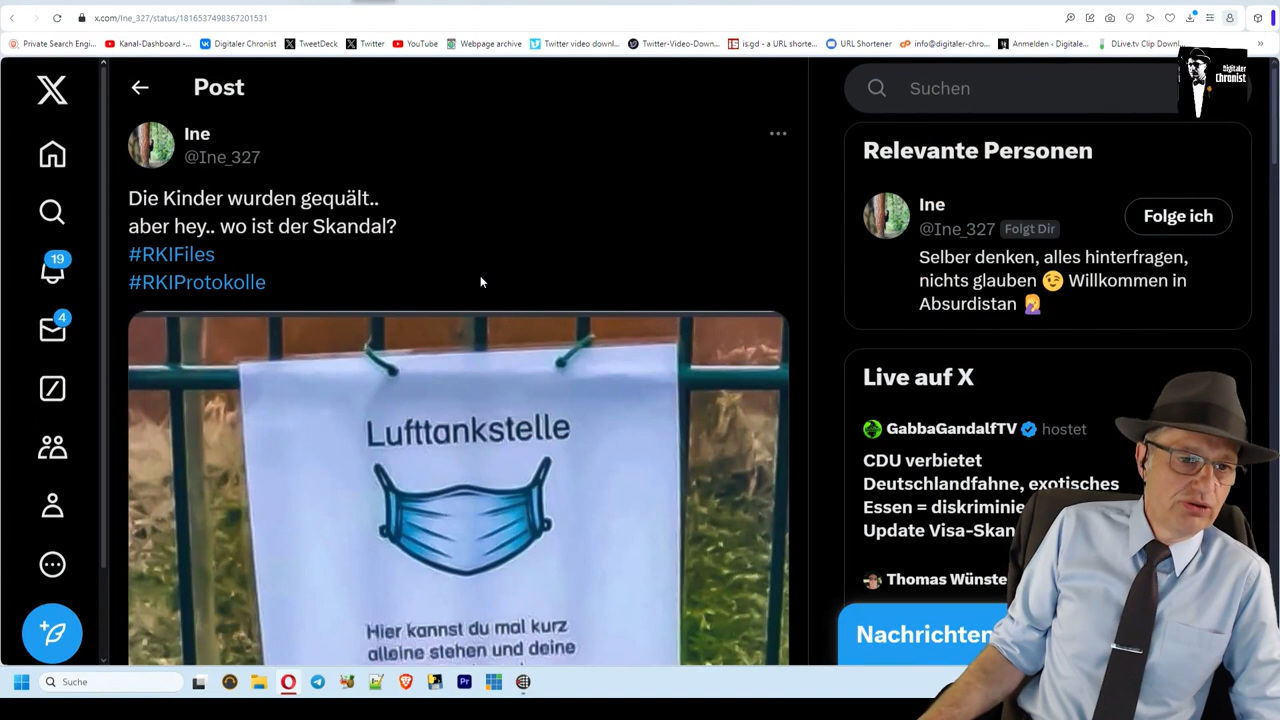 x.com/Ine_327/status/1816537498367201531
Private Search Engi...
Kanal-Dashboard -...
Digitaler Chronist
TweetDeck
Twitter
YouTube
Webpage archive
Twitter video downl...
Twitter-Video-Down...
is.gd - a URL shorte...
URL Shortener
info@digitaler-chro...
Anmelden ‹ Digitale...
DLive.tv Clip Downl...
Digitaler
Chronist
X
Post
Suchen
Ine
@Ine_327
Die Kinder wurden gequält..
aber hey.. wo ist der Skandal?
#RKIFiles
#RKIProtokolle
19
4
Lufttankstelle
Hier kannst du mal kurz
alleine stehen und deine
Relevante Personen
Ine
@Ine_327 Folgt Dir
Folge ich
Selber denken, alles hinterfragen,
nichts glauben 😉 Willkommen in
Absurdistan 🤦
Live auf X
GabbaGandalfTV hostet
CDU verbietet
Deutschlandfahne, exotisches
Essen = diskriminie
Update Visa-Skan
Thomas Wünste
Nachrichten
Suche
Pr